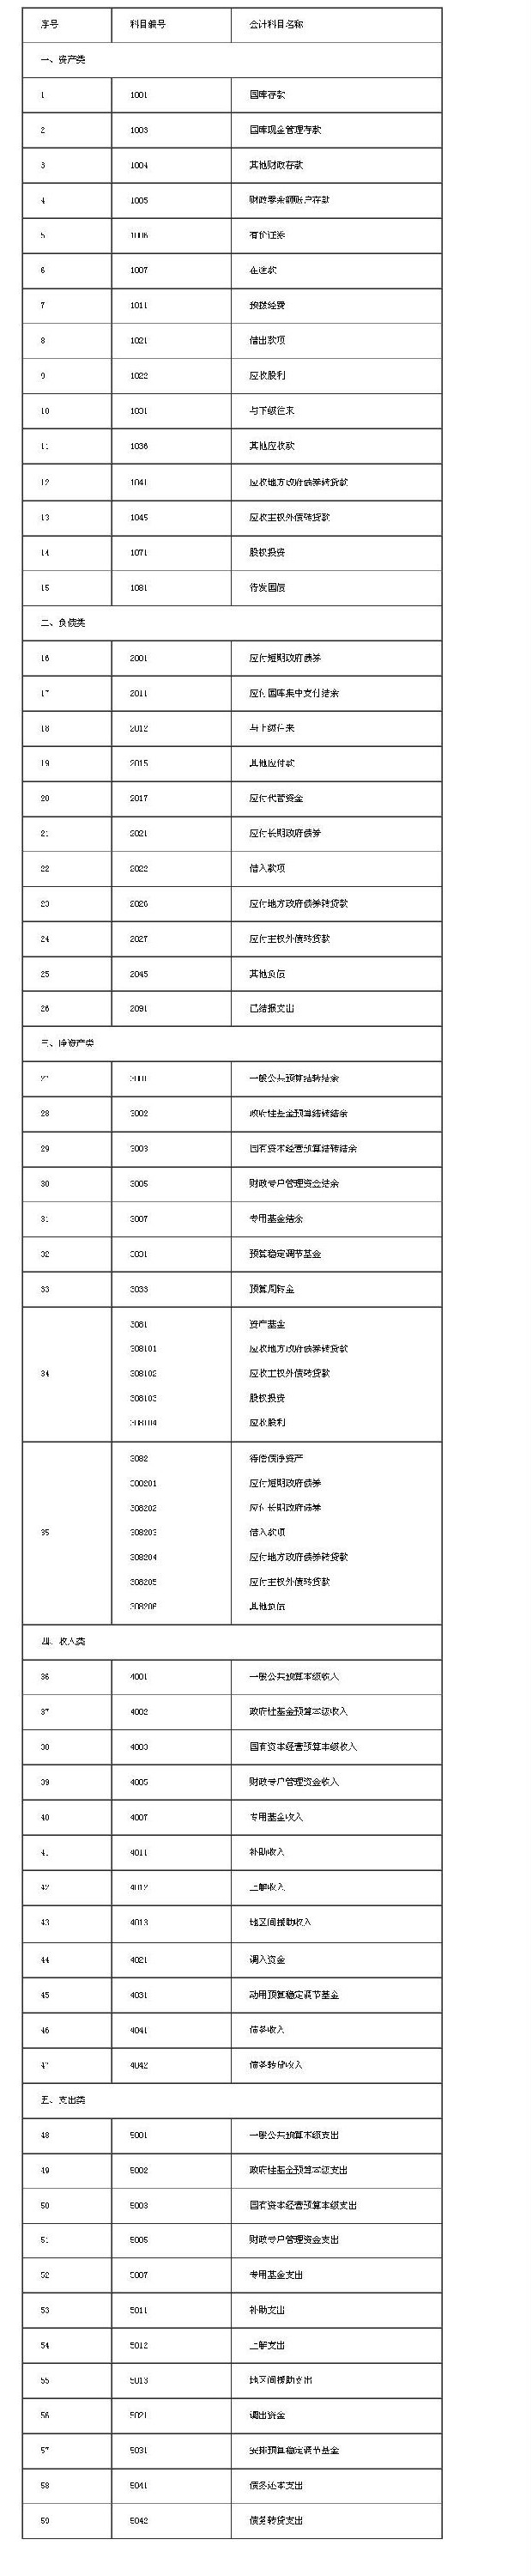 序号 科目编号 会计科目名称
一、资产类
1 1001 国库存款
2 1003 国库现金管理存款
3 1004 其他财政存款
4 1005 财政零余额账户存款
5 1006 有价证券
6 1007 在途款
7 1011 预拨经费
8 1021 借出款项
9 1022 应收股利
10 1031 与下级往来
11 1036 其他应收款
12 1041 应收地方政府债券转贷款
13 1045 应收主权外债转贷款
14 1071 股权投资
15 1081 待发国债
二、负债类
16 2001 应付短期政府债券
17 2011 应付国库集中支付结余
18 2012 与上级往来
19 2015 其他应付款
20 2017 应付代管资金
21 2021 应付长期政府债券
22 2022 借入款项
23 2026 应付地方政府债券转贷款
24 2027 应付主权外债转贷款
25 2045 其他负债
26 2091 已结报支出
三、净资产类
27 3001 一般公共预算结转结余
28 3002 政府性基金预算结转结余
29 3003 国有资本经营预算结转结余
30 3005 财政专户管理资金结余
31 3007 专用基金结余
32 3031 预算稳定调节基金
33 3033 预算周转金
3081 资产基金
308101 应收地方政府债券转贷款
34 308102 应收主权外债转贷款
308103 股权投资
308104 应收股利
3082 待偿债净资产
308201 应付短期政府债券
308202 应付长期政府债券
35 308203 借入款项
308204 应付地方政府债券转贷款
308205 应付主权外债转贷款
308206 其他负债
四、收入类
36 4001 一般公共预算本级收入
37 4002 政府性基金预算本级收入
38 4003 国有资本经营预算本级收入
39 4005 财政专户管理资金收入
40 4007 专用基金收入
41 4011 补助收入
42 4012 上解收入
43 4013 地区间援助收入
44 4021 调入资金
45 4031 动用预算稳定调节基金
46 4041 债务收入
47 4042 债务转贷收入
五、支出类
48 5001 一般公共预算本级支出
49 5002 政府性基金预算本级支出
50 5003 国有资本经营预算本级支出
51 5005 财政专户管理资金支出
52 5007 专用基金支出
53 5011 补助支出
54 5012 上解支出
55 5013 地区间援助支出
56 5021 调出资金
57 5031 安排预算稳定调节基金
58 5041 债务还本支出
59 5042 债务转贷支出